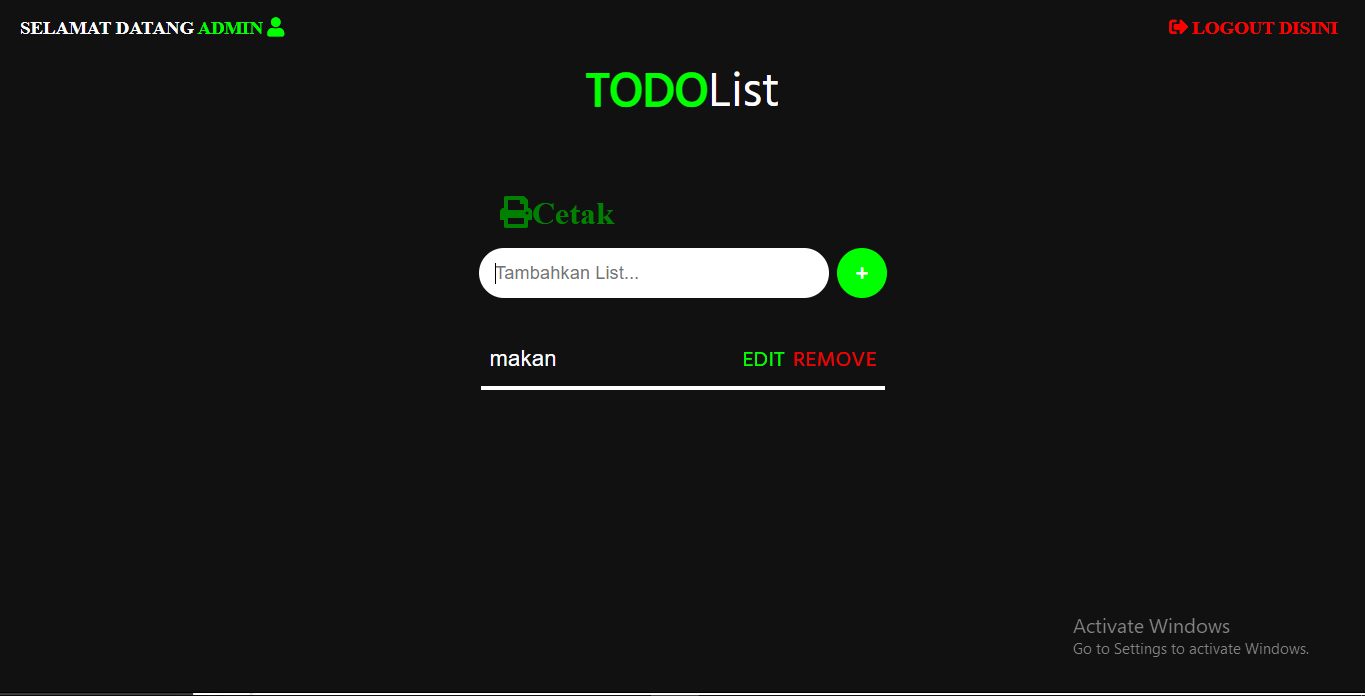 SELAMAT DATANG ADMIN
LOGOUT DISINI
TODOList
Cetak
Tambahkan List...
+
makan
EDIT REMOVE
Activate Windows
Go to Settings to activate Windows.